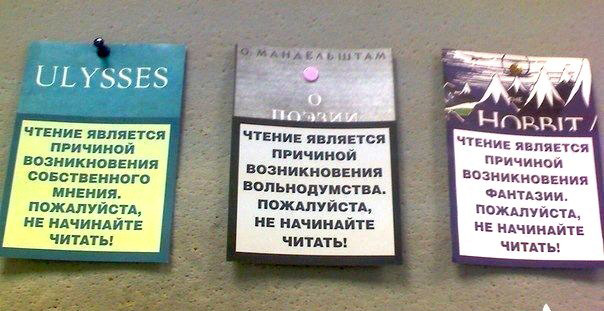 ULYSSES
ЧТЕНИЕ ЯВЛЯЕТСЯ
ПРИЧИНОЙ
ВОЗНИКНОВЕНИЯ
СОБСТВЕННОГО
МНЕНИЯ.
ПОЖАЛУЙСТА,
НЕ НАЧИНАЙТЕ
ЧИТАТЬ!
О. МАНДЕЛЬШТАМ
О
ПОЭЗИИ
ЧТЕНИЕ ЯВЛЯЕТСЯ
ПРИЧИНОЙ
ВОЗНИКНОВЕНИЯ
ВОЛЬНОДУМСТВА.
ПОЖАЛУЙСТА,
НЕ НАЧИНАЙТЕ
ЧИТАТЬ!
HOBBIT
ЧТЕНИЕ ЯВЛЯЕТСЯ
ПРИЧИНОЙ
ВОЗНИКНОВЕНИЯ
ФАНТАЗИИ.
ПОЖАЛУЙСТА,
НЕ НАЧИНАЙТЕ
ЧИТАТЬ!